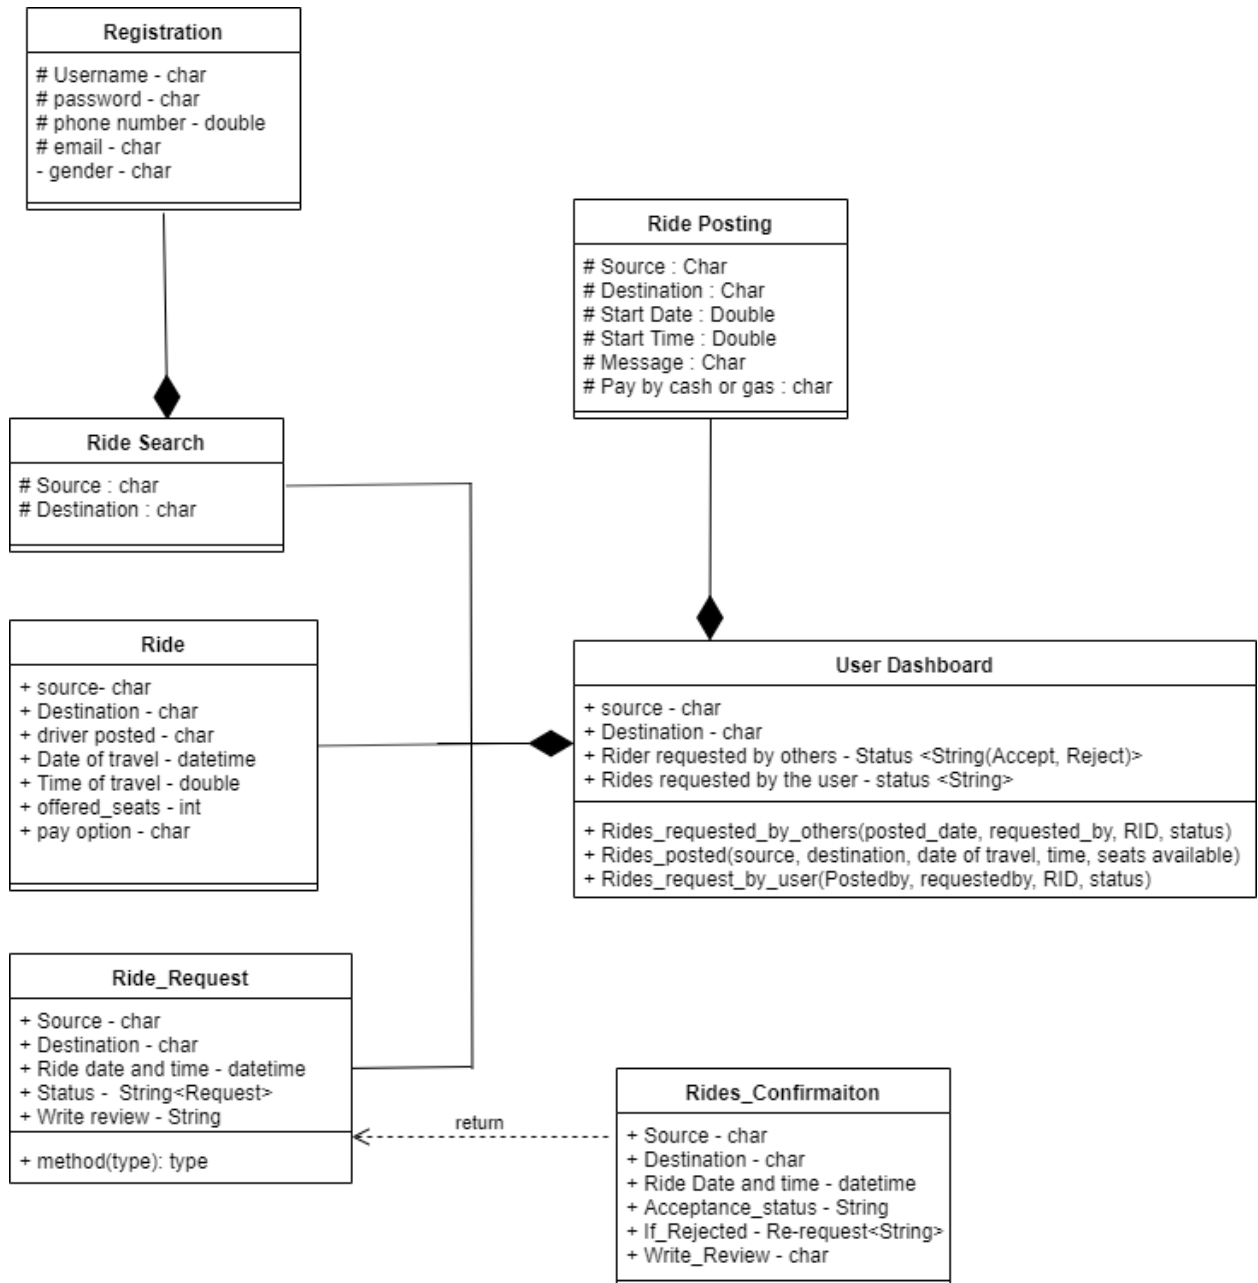 Registration
# Username - char
# password - char
# phone number - double
# email - char
- gender - char
Ride Posting
# Source : Char
# Destination : Char
# Start Date : Double
# Start Time : Double
# Message : Char
# Pay by cash or gas : char
Ride Search
# Source : char
# Destination : char
Ride
+ source- char
+ Destination - char
+ driver posted - char
+ Date of travel - datetime
+ Time of travel - double
+ offered_seats - int
+ pay option - char
User Dashboard
+ source - char
+ Destination - char
+ Rider requested by others - Status <String(Accept, Reject)>
+ Rides requested by the user - status <String>
+ Rides_requested_by_others(posted_date, requested_by, RID, status)
+ Rides_posted(source, destination, date of travel, time, seats available)
+ Rides_request_by_user(Postedby, requestedby, RID, status)
Ride_Request
+ Source - char
+ Destination - char
+ Ride date and time - datetime
+ Status -  String<Request>
+ Write review - String
+ method(type): type
return
Rides_Confirmaiton
+ Source - char
+ Destination - char
+ Ride Date and time - datetime
+ Acceptance_status - String
+ If_Rejected - Re-request<String>
+ Write_Review - char